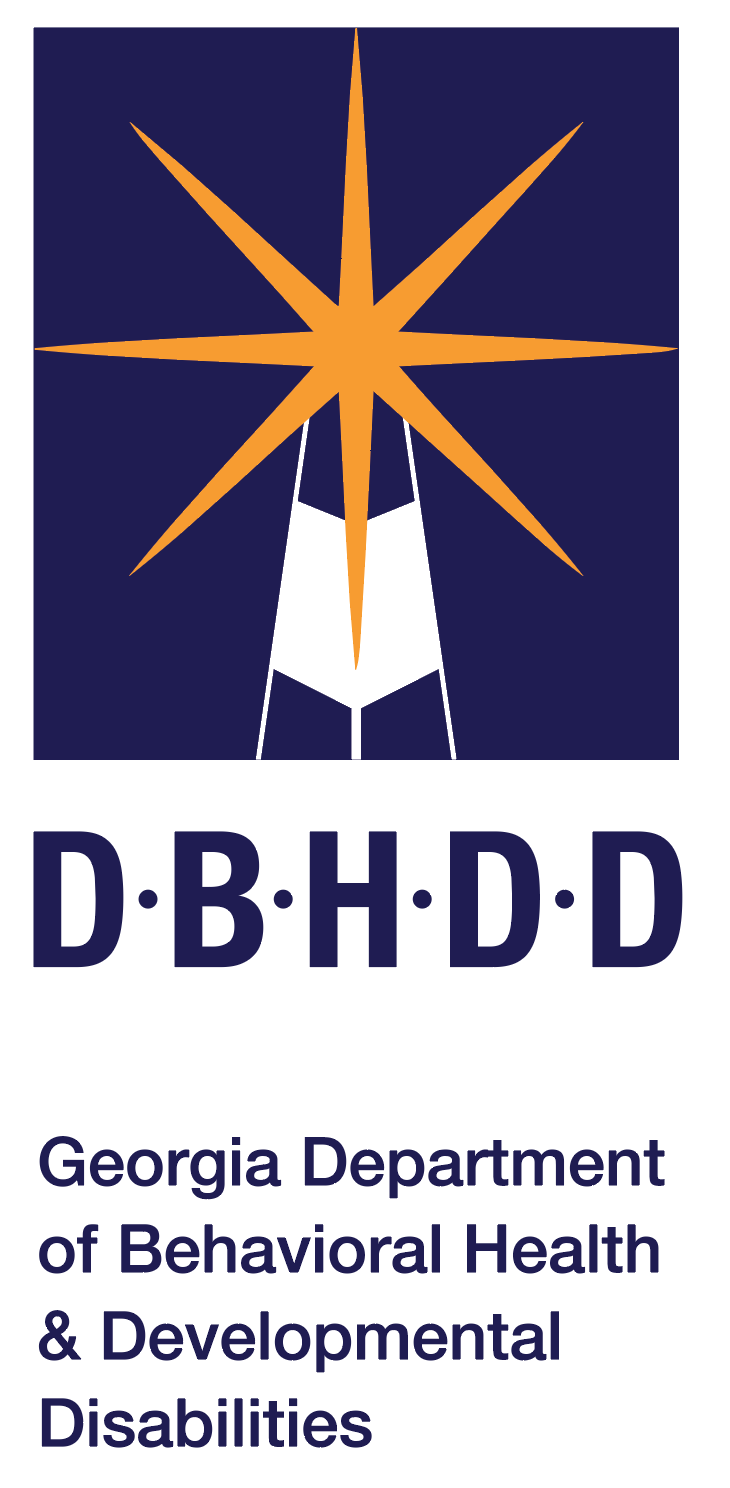 D·B·H·D·D
Georgia Department
of Behavioral Health
& Developmental
Disabilities